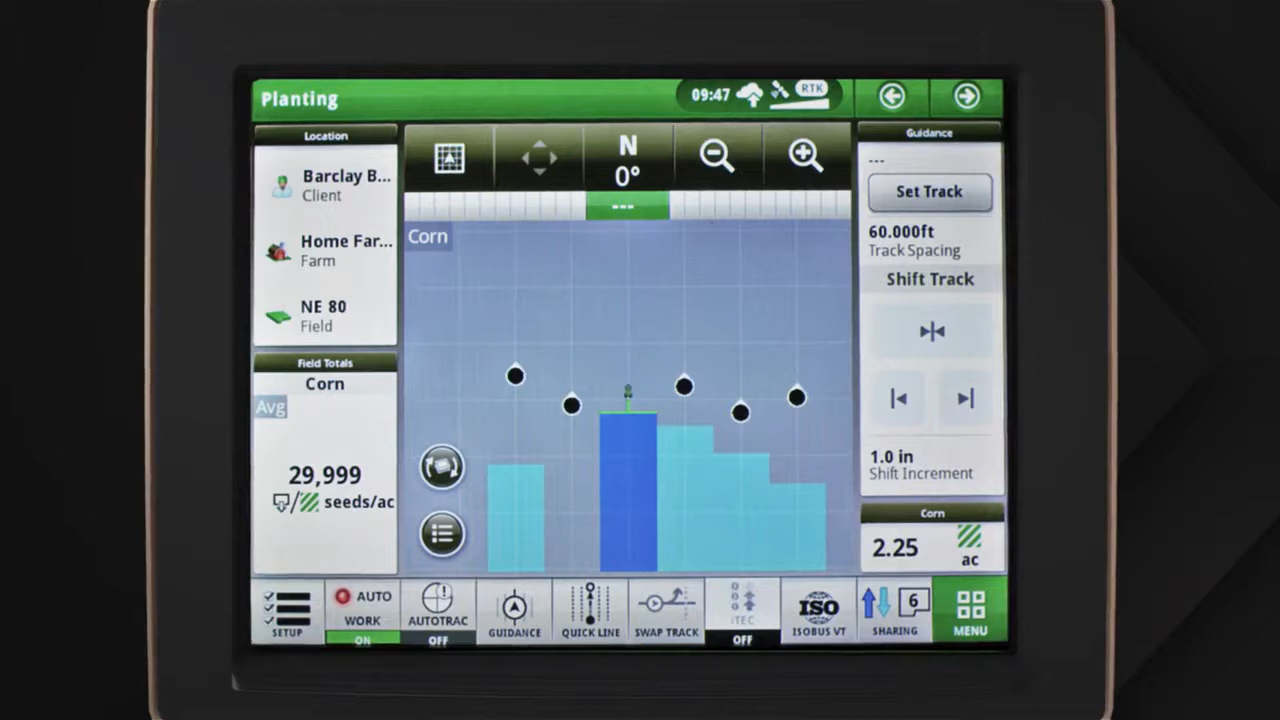 Planting
09:47
RTK
Location
Barclay B...
Client
Home Far...
Farm
NE 80
Field
Field Totals
Corn
Avg
29,999
seeds/ac
N
0°
---
Corn
Guidance
---
Set Track
60.000ft
Track Spacing
Shift Track
1.0 in
Shift Increment
Corn
2.25
ac
SETUP
AUTO
WORK
ON
AUTOTRAC
OFF
GUIDANCE
QUICK LINE
SWAP TRACK
iTEC
OFF
ISO
ISOBUS VT
6
SHARING
MENU